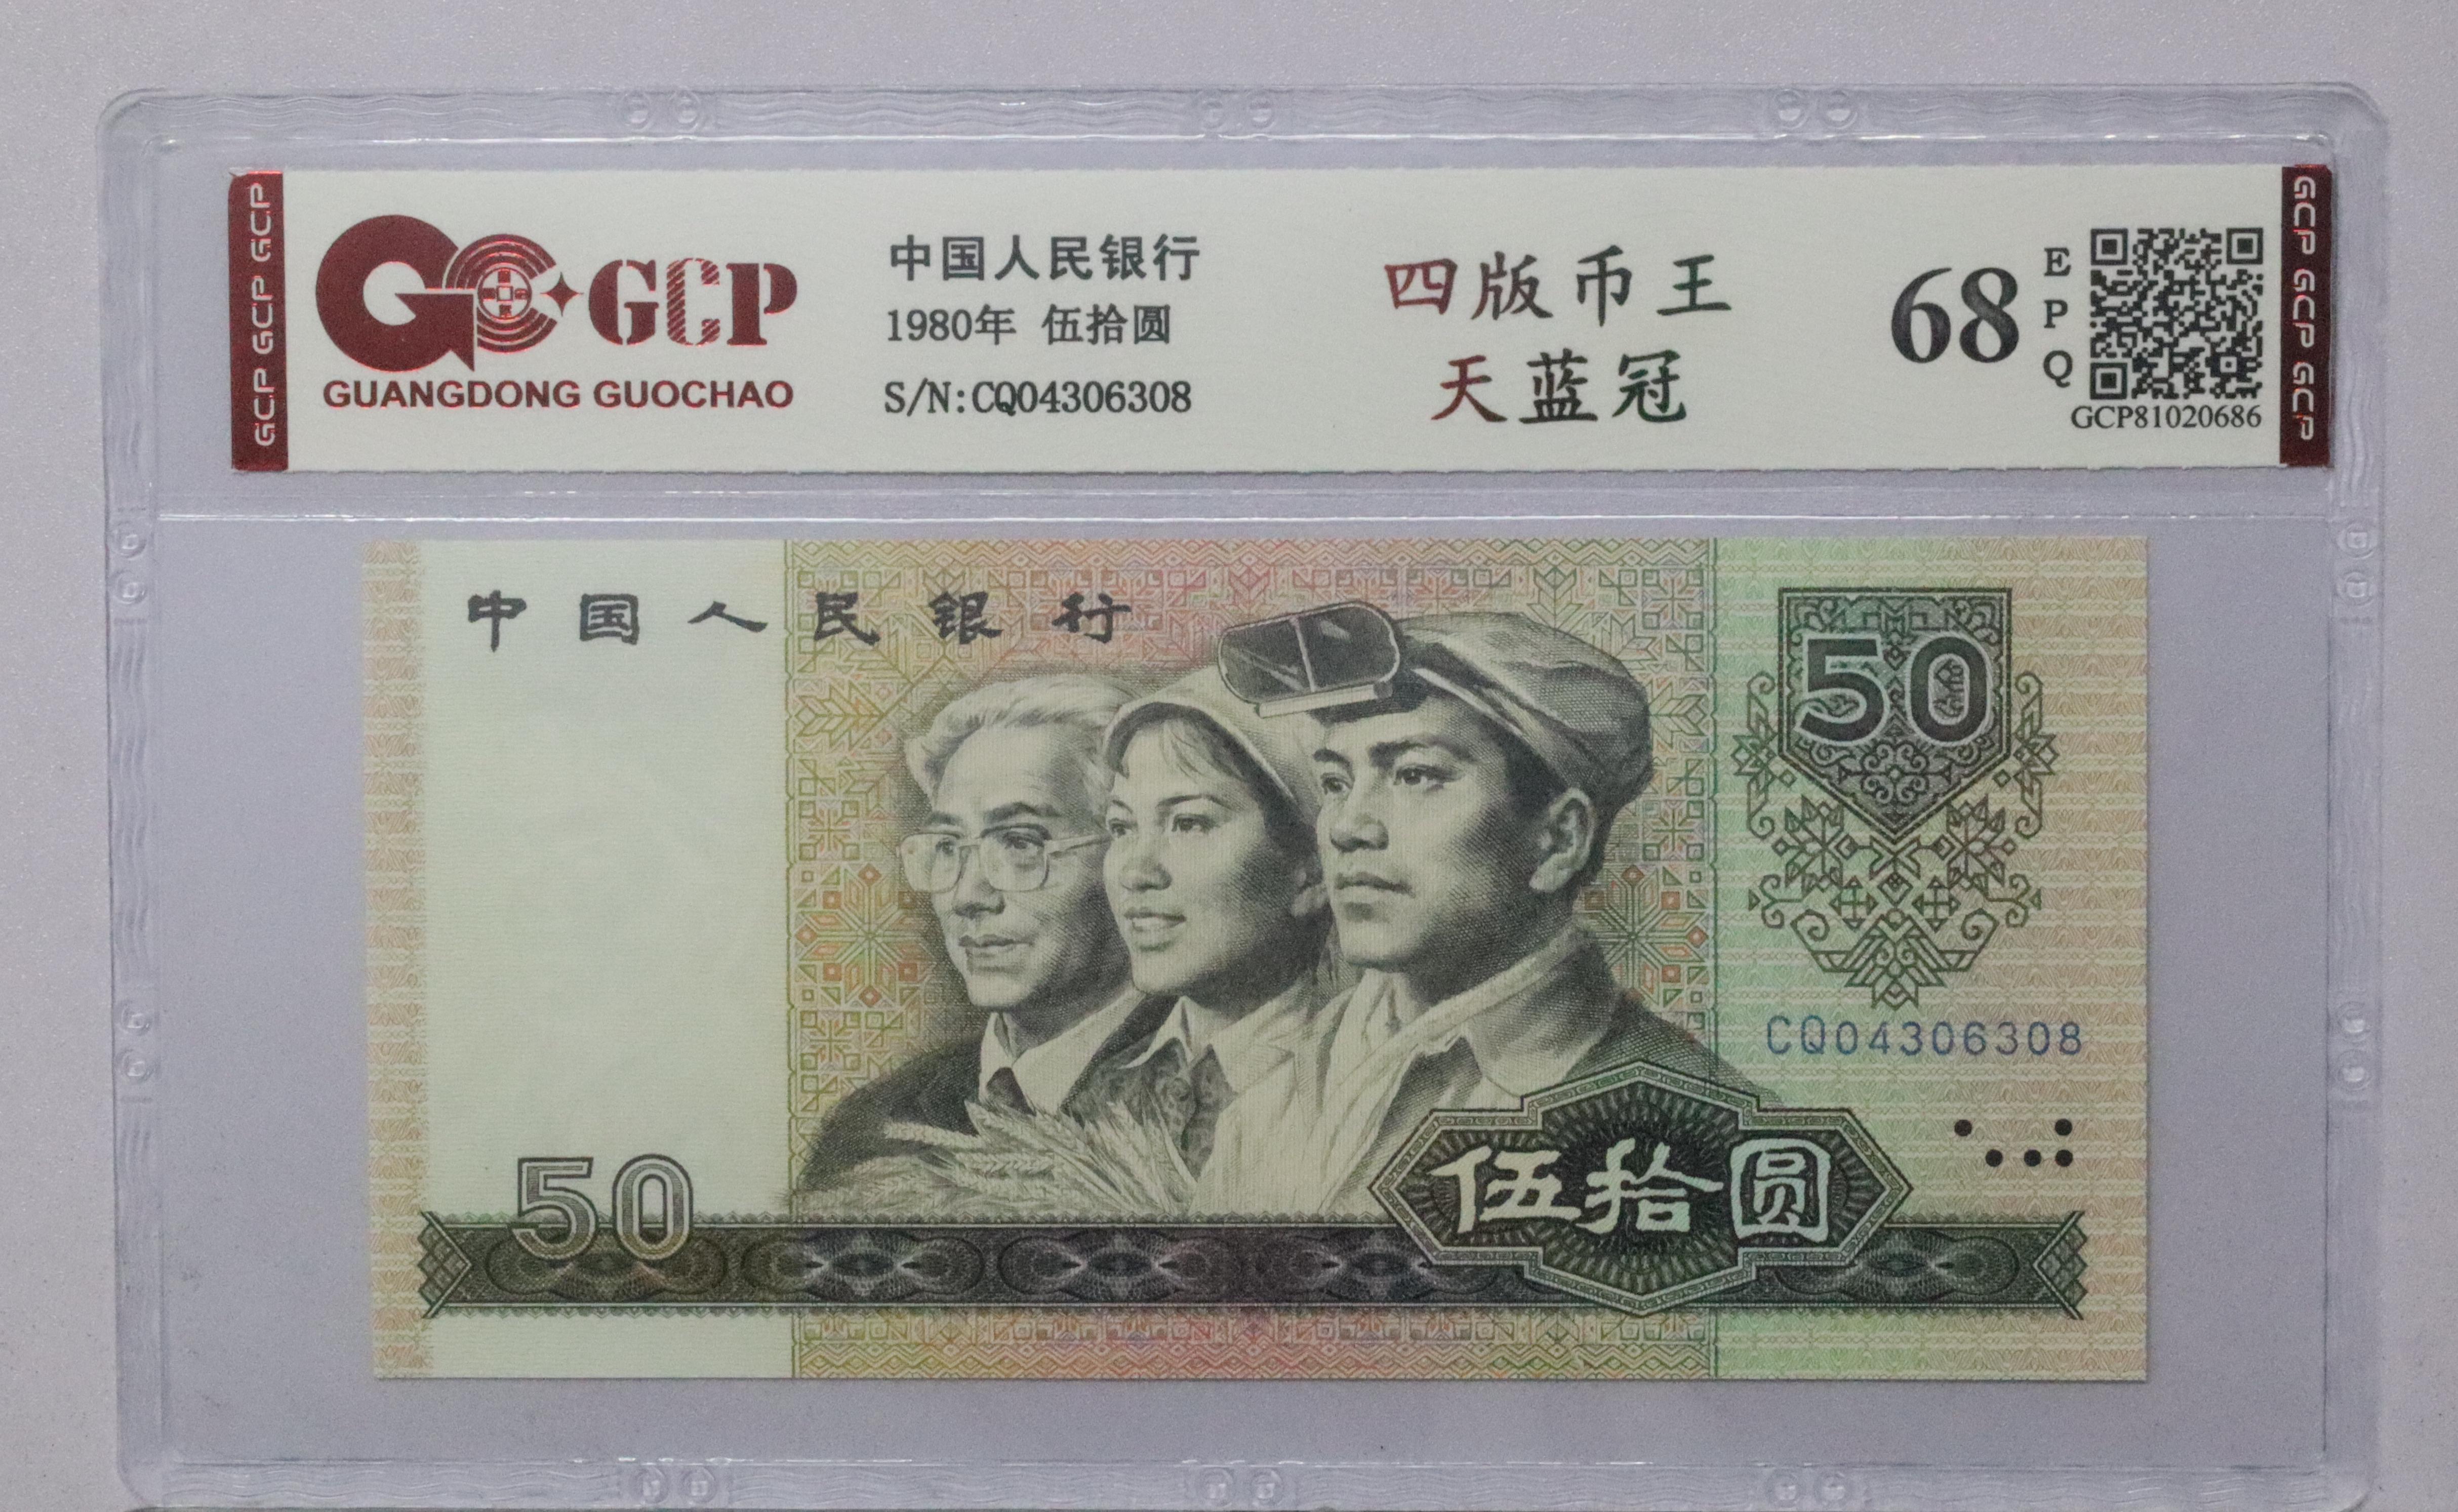 GCP GCP GCP
GCP
GUANGDONG GUOCHAO
中国人民银行
1980年 伍拾圆
S/N:CQ04306308
四版币王
天蓝冠
68
EPQ
GCP81020686
GCP GCP GCP
中国人民银行
50
CQ04306308
50
伍拾圆